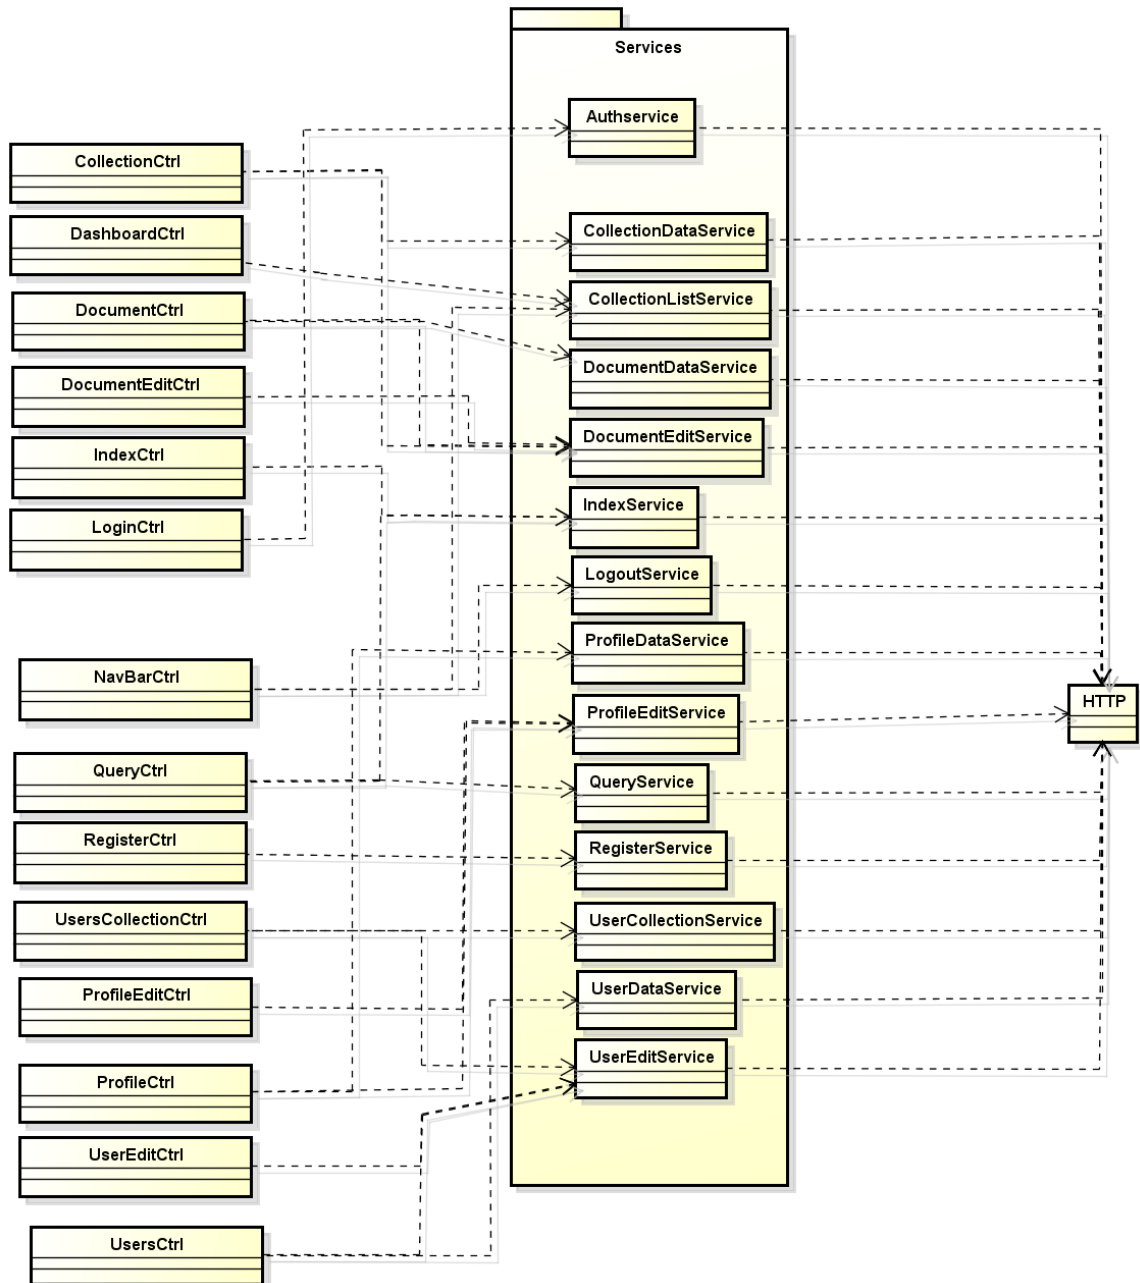 Services
Authservice
CollectionCtrl
DashboardCtrl
DocumentCtrl
DocumentEditCtrl
IndexCtrl
LoginCtrl
NavBarCtrl
QueryCtrl
RegisterCtrl
UsersCollectionCtrl
ProfileEditCtrl
ProfileCtrl
UserEditCtrl
UsersCtrl
CollectionDataService
CollectionListService
DocumentDataService
DocumentEditService
IndexService
LogoutService
ProfileDataService
ProfileEditService
QueryService
RegisterService
UserCollectionService
UserDataService
UserEditService
HTTP